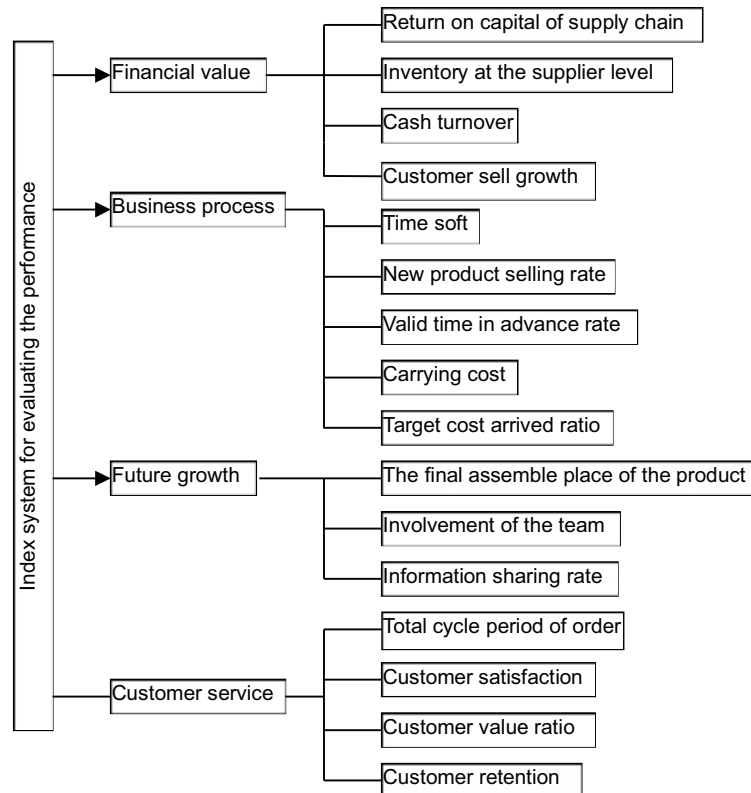 Index system for evaluating the performance
Financial value
Return on capital of supply chain
Inventory at the supplier level
Cash turnover
Customer sell growth
Business process
Time soft
New product selling rate
Valid time in advance rate
Carrying cost
Target cost arrived ratio
Future growth
The final assemble place of the product
Involvement of the team
Information sharing rate
Customer service
Total cycle period of order
Customer satisfaction
Customer value ratio
Customer retention